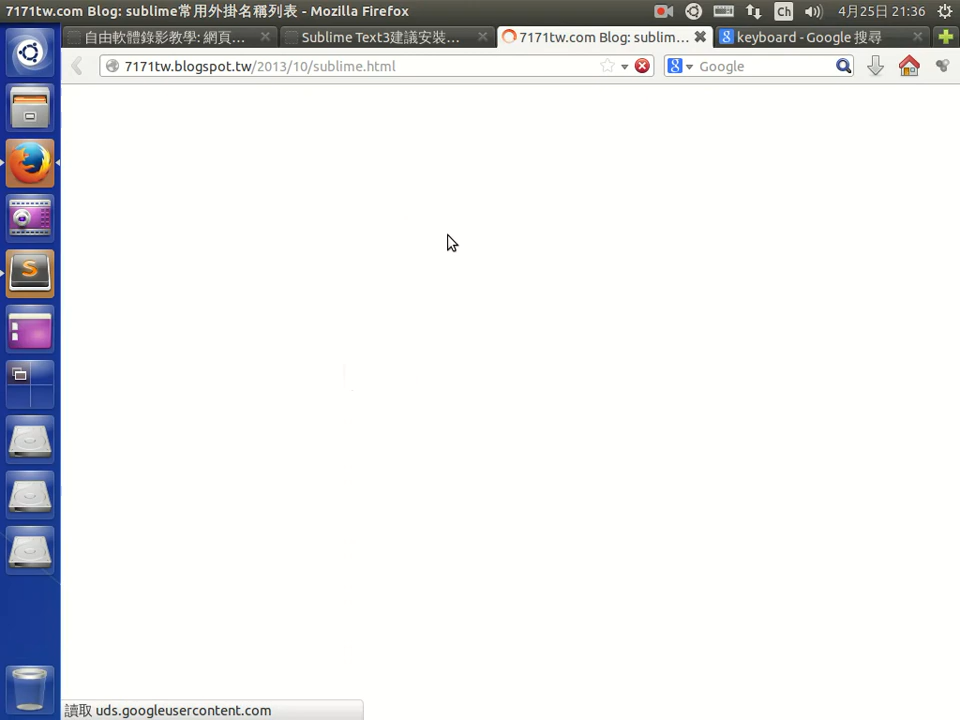 7171tw.com Blog: sublime常用外掛名稱列表 - Mozilla Firefox
Ch
4月25日 21:36
自由軟體錄影教學: 網頁...
Sublime Text3建議安裝...
7171tw.com Blog: sublim...
keyboard - Google 搜尋
7171tw.blogspot.tw/2013/10/sublime.html
8
Google
S
讀取 uds.googleusercontent.com